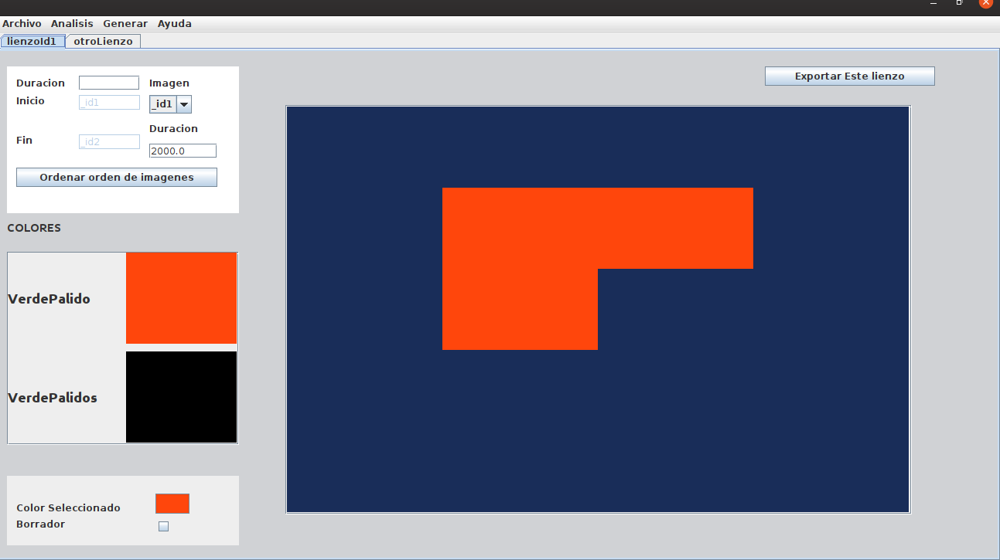 Archivo Analisis Generar Ayuda
lienzoId1 otroLienzo
Duracion Imagen
Inicio _id1 _id1
Duracion
Fin _id2
2000.0
Ordenar orden de imagenes
Exportar Este lienzo
COLORES
VerdePalido
VerdePalidos
Color Seleccionado
Borrador